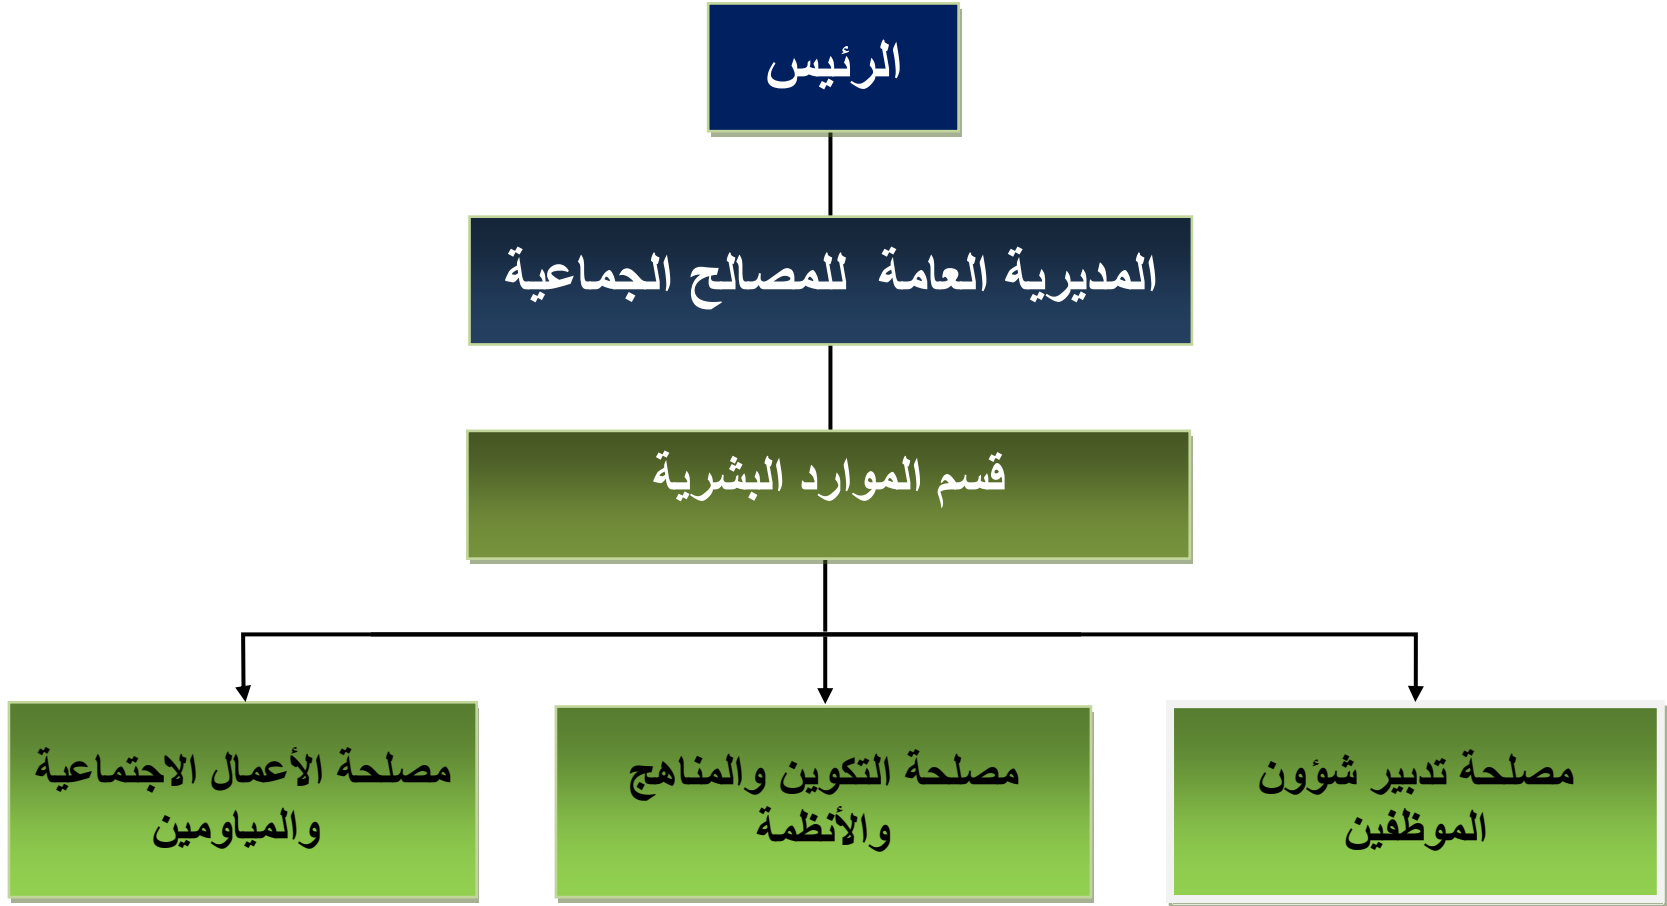 الرئيس
المديرية العامة للمصالح الجماعية
قسم الموارد البشرية
مصلحة تدبير شؤون
الموظفين
مصلحة التكوين والمناهج
والأنظمة
مصلحة الأعمال الاجتماعية
والمياومين